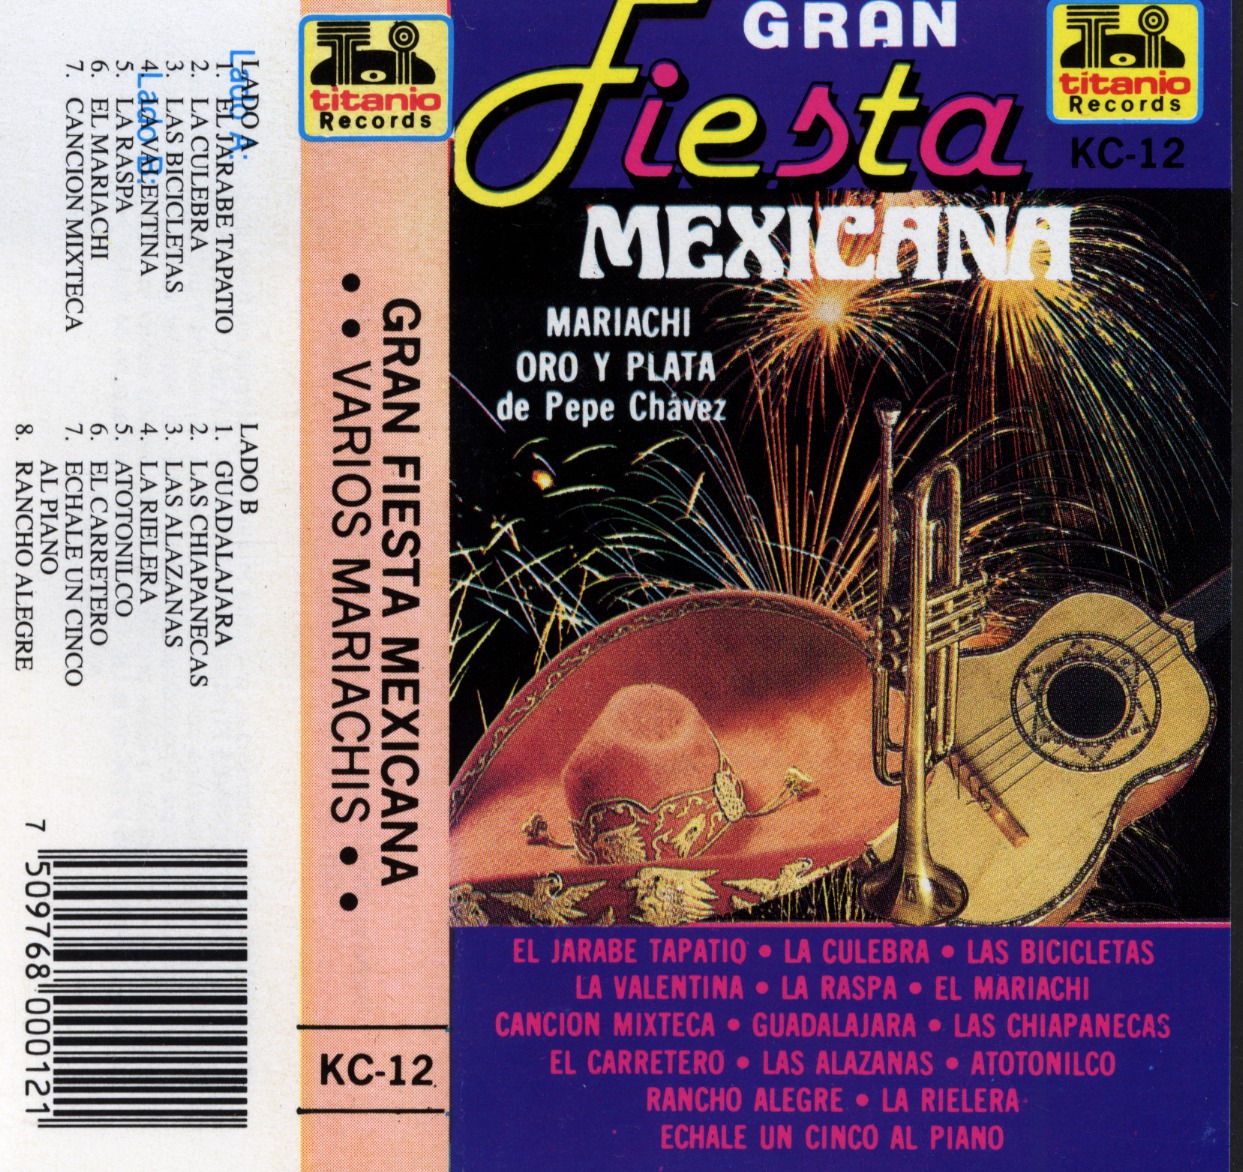 LADO A
1. EL JARABE TAPATIO
2. LA CULEBRA
3. LAS BICICLETAS
4. LA VALENTINA
5. LA RASPA
6. EL MARIACHI
7. CANCION MIXTECA
Lado A:
Lado B:
LADO B
1. GUADALAJARA
2. LAS CHIAPANECAS
3. LAS ALAZANAS
4. LA RIELERA
5. ATOTONILCO
6. EL CARRETERO
7. ECHALE UN CINCO
AL PIANO
8. RANCHO ALEGRE
7 509768 000121
titanio
Records
GRAN FIESTA MEXICANA
• • VARIOS MARIACHIS • •
KC-12
GRAN
Fiesta
MEXICANA
titanio
Records
KC-12
MARIACHI
ORO Y PLATA
de Pepe Chávez
EL JARABE TAPATIO • LA CULEBRA • LAS BICICLETAS
LA VALENTINA • LA RASPA • EL MARIACHI
CANCION MIXTECA • GUADALAJARA • LAS CHIAPANECAS
EL CARRETERO • LAS ALAZANAS • ATOTONILCO
RANCHO ALEGRE • LA RIELERA
ECHALE UN CINCO AL PIANO